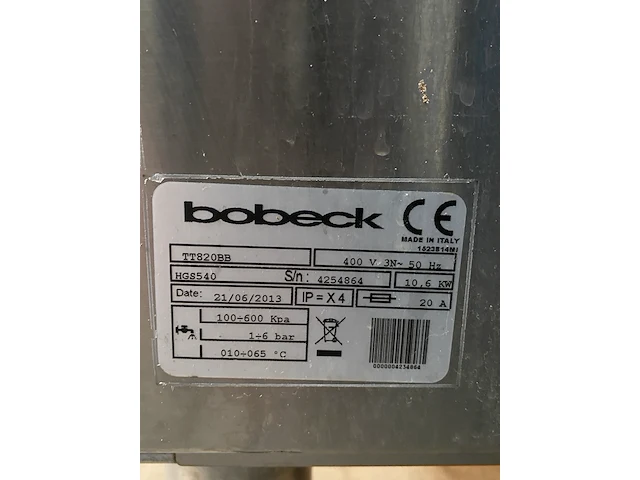 bobeck CE
MADE IN ITALY
TT820BB 400 V 3N~ 50 Hz
HGS540 S/n: 4254864 10,6 KW
Date: 21/06/2013 IP=X4 20 A
100÷600 Kpa
1÷6 bar
010÷065 °C